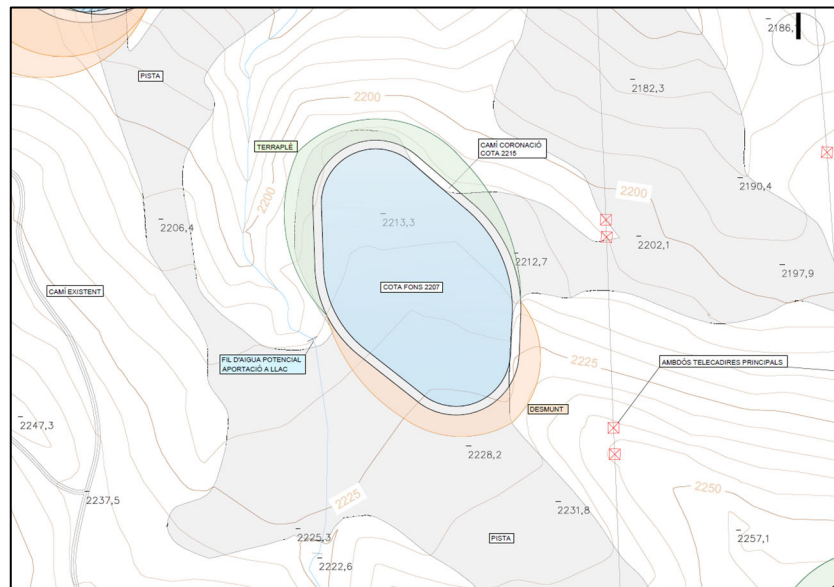 2186,
PISTA
2182,3
2200
TERRAPLÈ
CAMÍ CORONACIÓ
COTA 2215
2190,4
2200
2200
2213,3
2206,4
2202,1
2212,7
2197,9
CAMÍ EXISTENT
COTA FONS 2207
FIL D'AIGUA POTENCIAL
APORTACIÓ A LLAC
2225
AMBDÓS TELECADIRES PRINCIPALS
DESMUNT
2247,3
2228,2
2237,5
2225
2250
2231,8
2225,3
PISTA
2257,1
2222,6